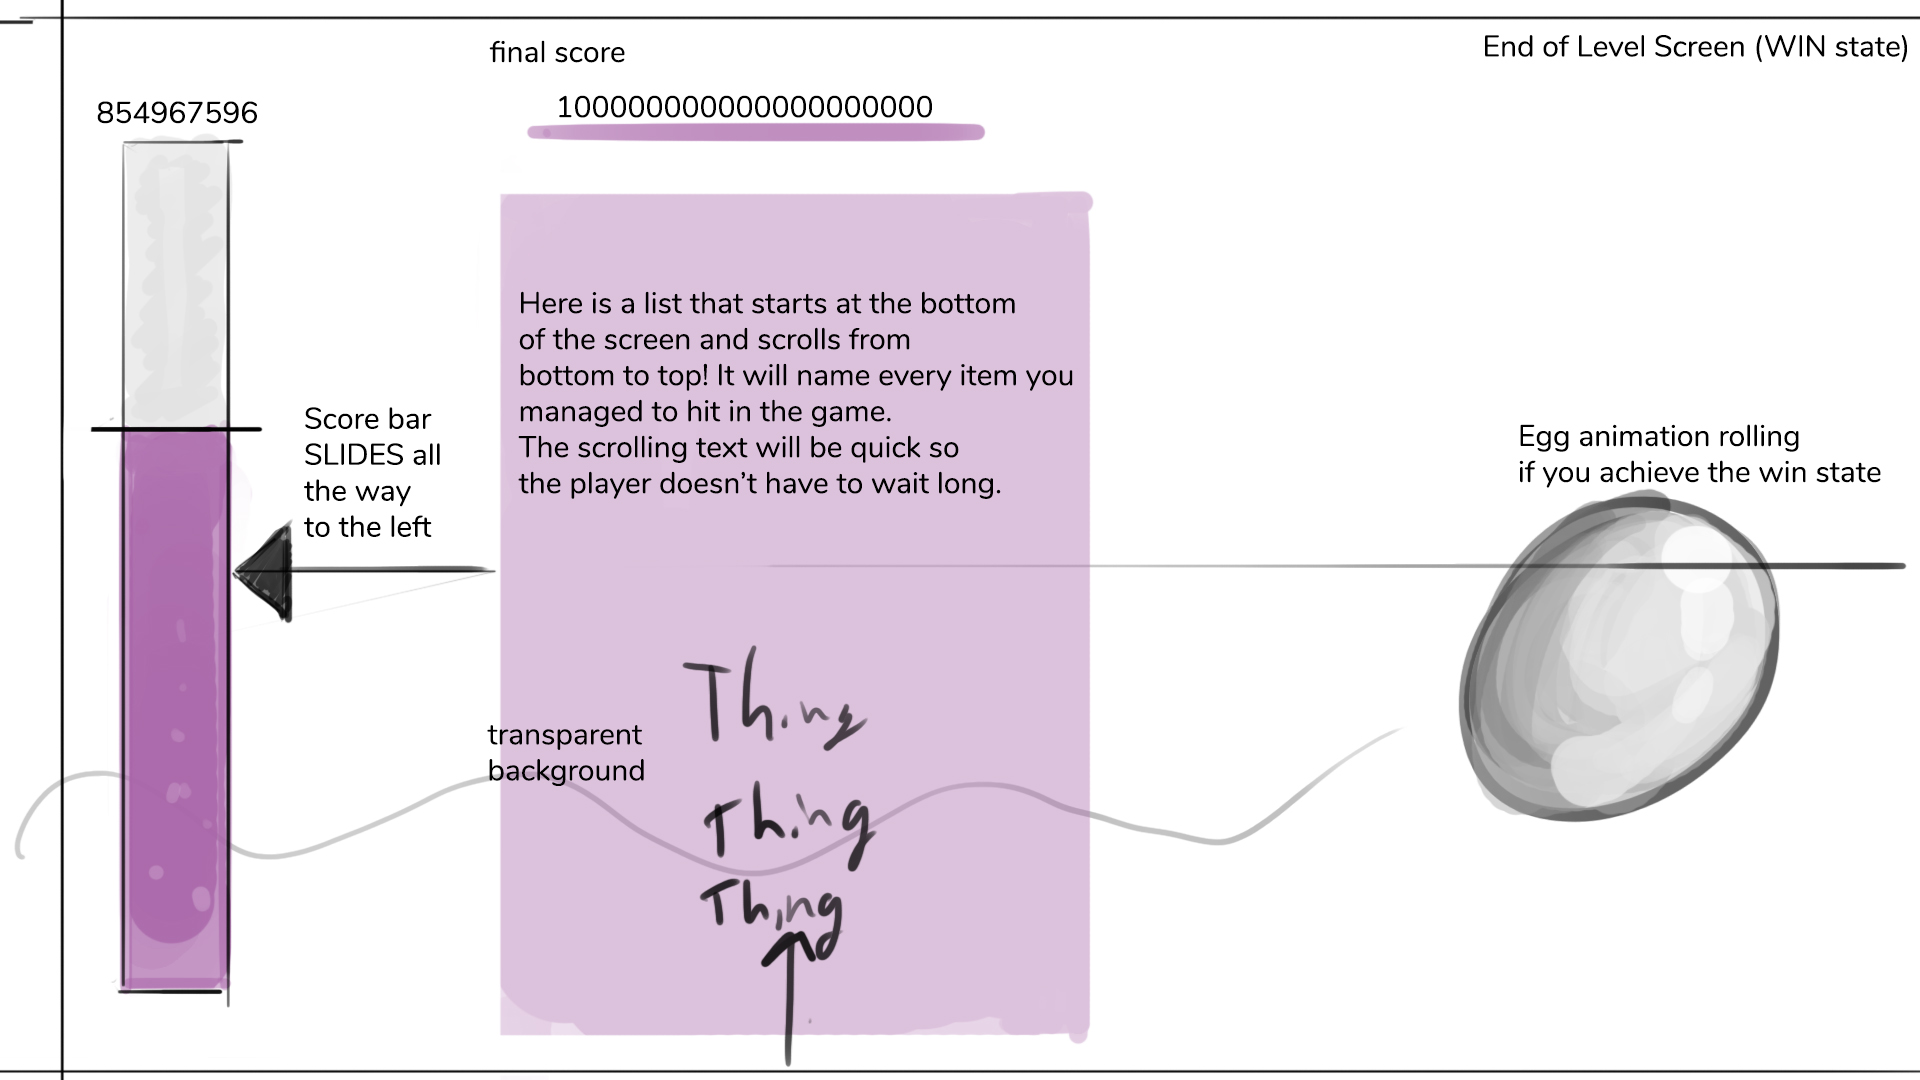 End of Level Screen (WIN state)
final score
100000000000000000000
854967596
Score bar
SLIDES all
the way
to the left
Here is a list that starts at the bottom
of the screen and scrolls from
bottom to top! It will name every item you
managed to hit in the game.
The scrolling text will be quick so
the player doesn’t have to wait long.
Egg animation rolling
if you achieve the win state
transparent
background
Thing
Thing
Thing